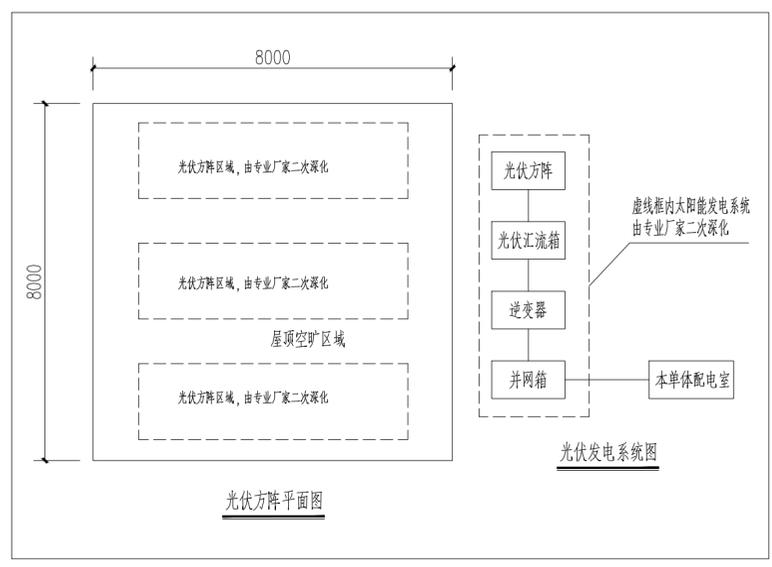 8000
8000
光伏方阵区域，由专业厂家二次深化
光伏方阵区域，由专业厂家二次深化
屋顶空旷区域
光伏方阵区域，由专业厂家二次深化
光伏方阵平面图
光伏方阵
光伏汇流箱
逆变器
并网箱
本单体配电室
虚线框内太阳能发电系统
由专业厂家二次深化
光伏发电系统图